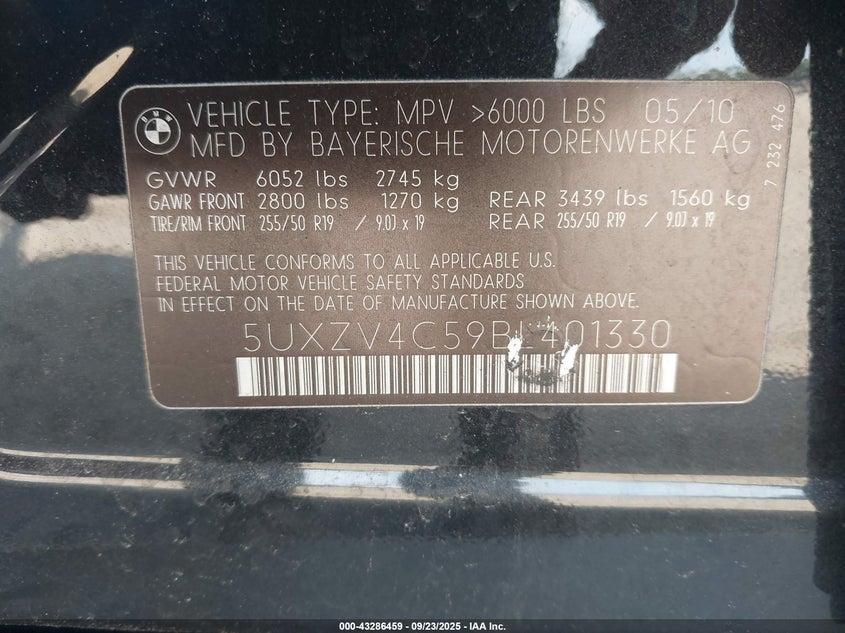 BMW
VEHICLE TYPE: MPV >6000 LBS 05/10
MFD BY BAYERISCHE MOTORENWERKE AG
7 232 476
GVWR 6052 lbs 2745 kg
GAWR FRONT 2800 lbs 1270 kg REAR 3439 lbs 1560 kg
TIRE/RIM FRONT 255/50 R19 / 9.0J x 19 REAR 255/50 R19 / 9.0J x 19
THIS VEHICLE CONFORMS TO ALL APPLICABLE U.S.
FEDERAL MOTOR VEHICLE SAFETY STANDARDS
IN EFFECT ON THE DATE OF MANUFACTURE SHOWN ABOVE.
5UXZV4C59BL401330
000-43286459 - 09/23/2025 - IAA Inc.